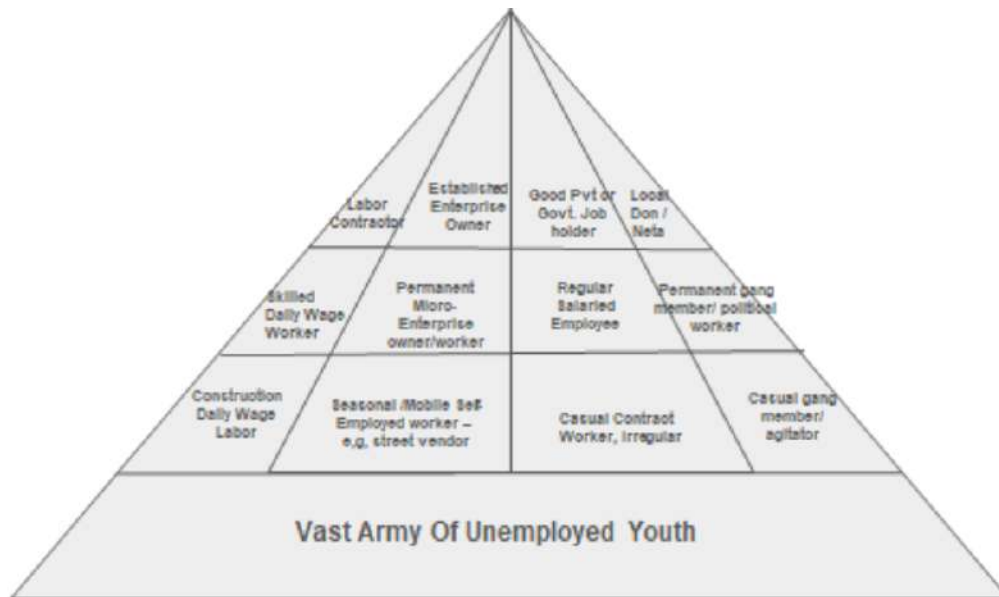 Labor
Contractor
Established
Enterprise
Owner
Good Pvt or
Govt. Job
holder
Local
Don /
Neta
Skilled
Daily Wage
Worker
Permanent
Micro-
Enterprise
owner/worker
Regular
Salaried
Employee
Permanent gang
member/ political
worker
Construction
Daily Wage
Labor
Seasonal /Mobile Self-
Employed worker –
e,g, street vendor
Casual Contract
Worker, Irregular
Casual gang
member/
agitator
Vast Army Of Unemployed Youth